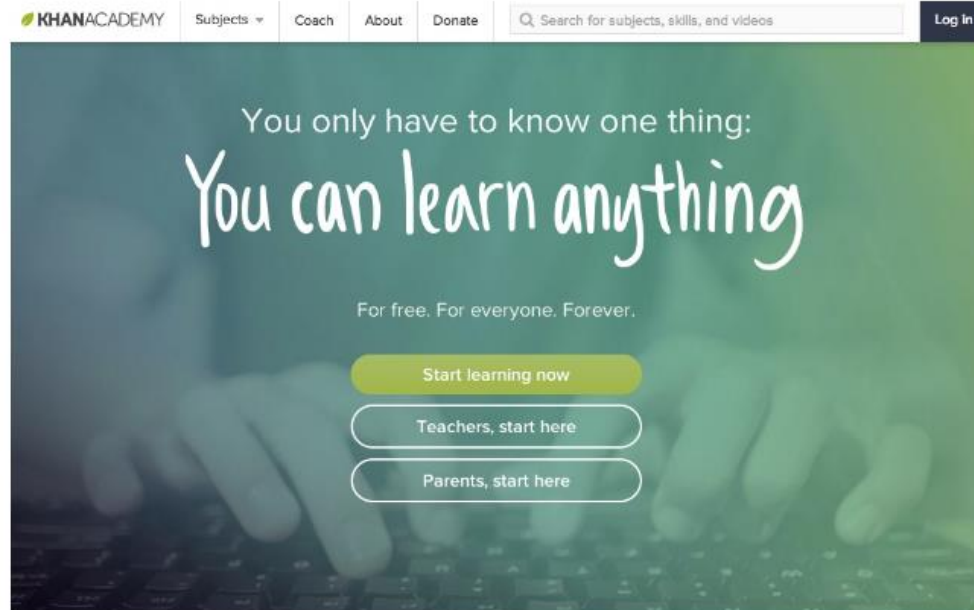 KHANACADEMY Subjects Coach About Donate Search for subjects, skills, and videos Log in
You only have to know one thing:
You can learn anything
For free. For everyone. Forever.
Start learning now
Teachers, start here
Parents, start here